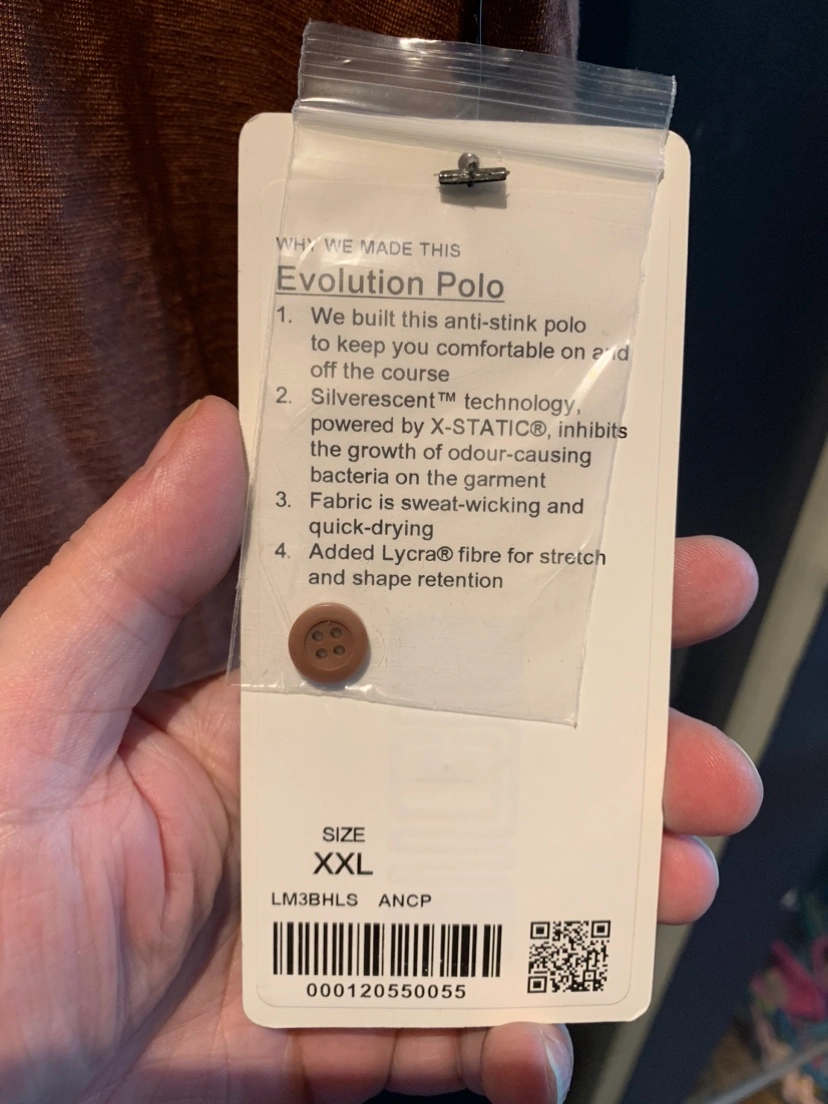 WHY WE MADE THIS
Evolution Polo
1. We built this anti-stink polo
to keep you comfortable on and
off the course
2. Silverescent™ technology,
powered by X-STATIC®, inhibits
the growth of odour-causing
bacteria on the garment
3. Fabric is sweat-wicking and
quick-drying
4. Added Lycra® fibre for stretch
and shape retention
SIZE
XXL
LM3BHLS ANCP
000120550055